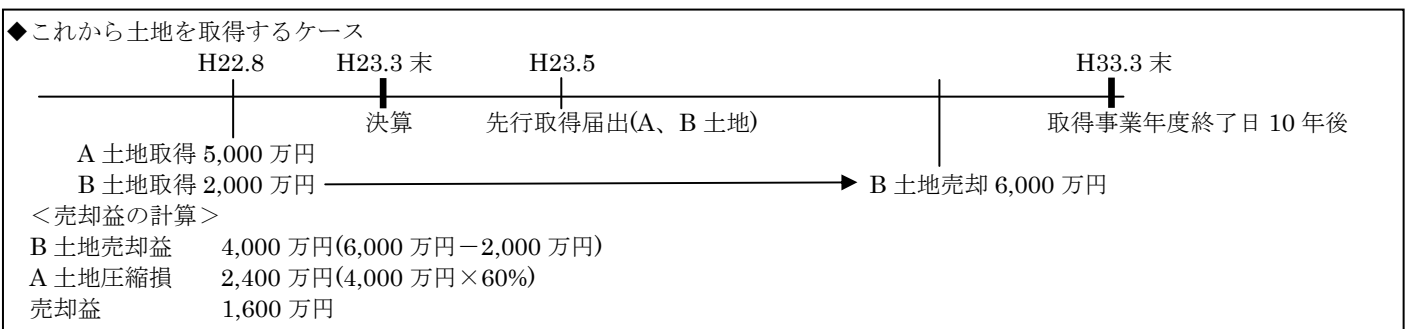 ◆これから土地を取得するケース
H22.8 H23.3 末 H23.5 H33.3 末
決算 先行取得届出(A、B 土地) 取得事業年度終了日 10 年後
A 土地取得 5,000 万円
B 土地取得 2,000 万円 B 土地売却 6,000 万円
＜売却益の計算＞
B 土地売却益 4,000 万円(6,000 万円－2,000 万円)
A 土地圧縮損 2,400 万円(4,000 万円×60%)
売却益 1,600 万円